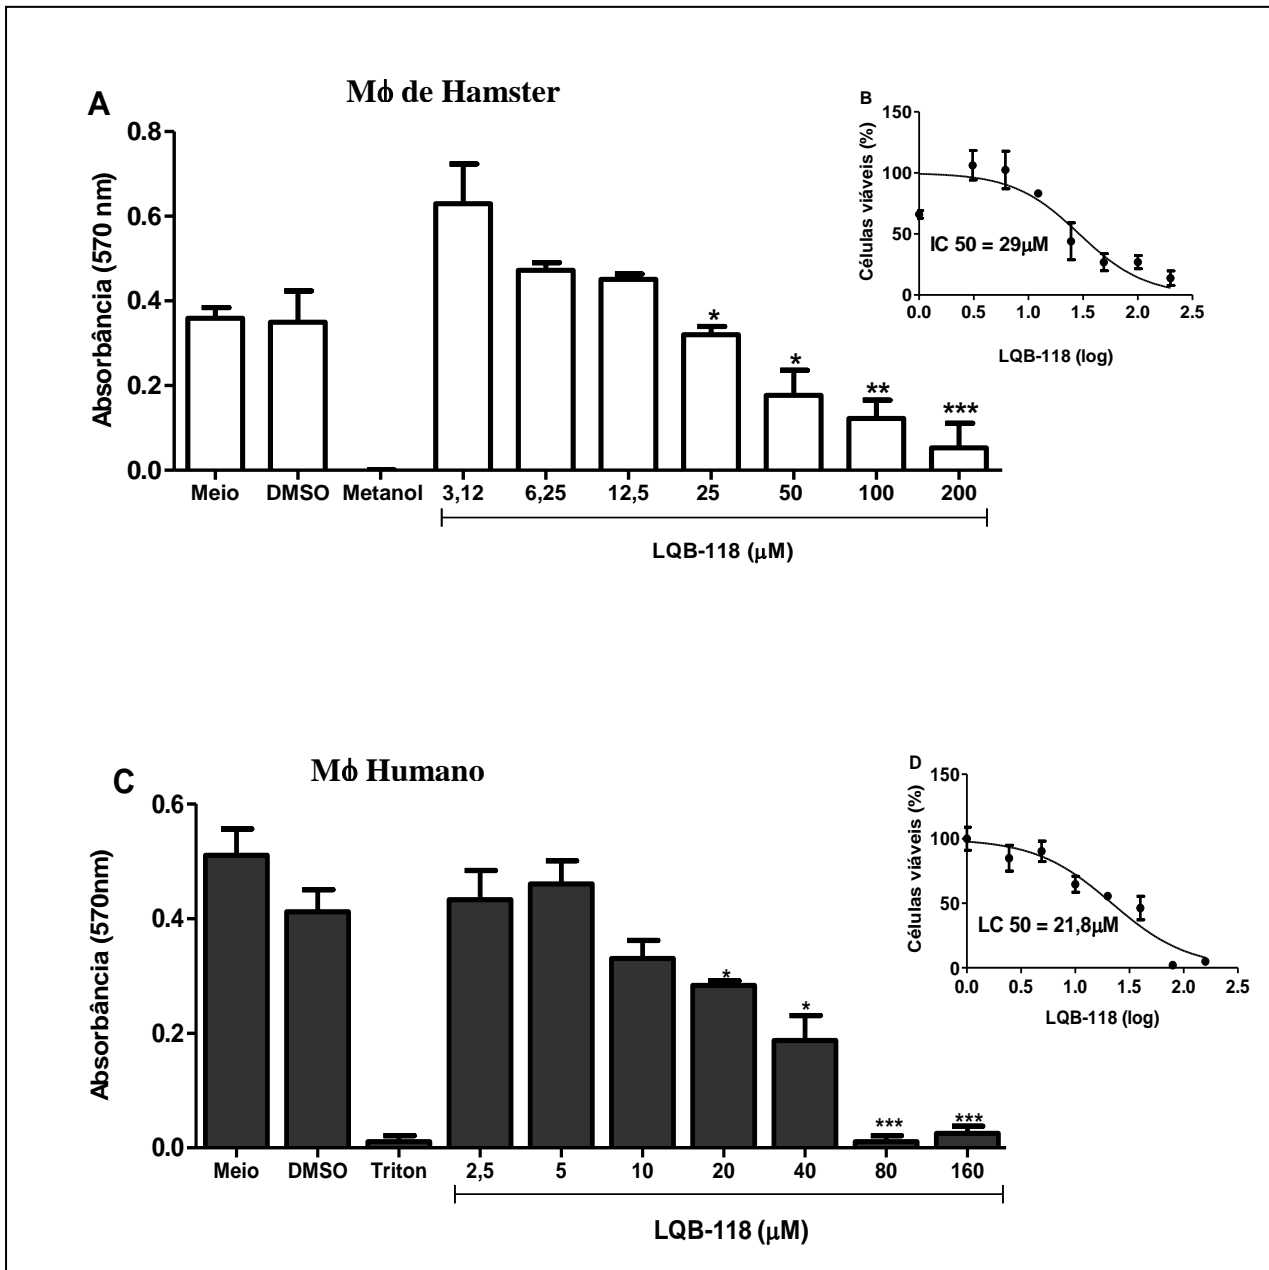 A
Mϕ de Hamster
Absorbância (570 nm)
0.8
0.6
0.4
0.2
0.0
* * ** ***
Meio DMSO Metanol 3,12 6,25 12,5 25 50 100 200
LQB-118 (µM)
B
Células viáveis (%)
150
100
50
0
IC 50 = 29µM
0.0 0.5 1.0 1.5 2.0 2.5
LQB-118 (log)
C
Mϕ Humano
Absorbância (570nm)
0.6
0.4
0.2
0.0
* * *** ***
Meio DMSO Triton 2,5 5 10 20 40 80 160
LQB-118 (µM)
D
Células viáveis (%)
150
100
50
0
LC 50 = 21,8µM
0.0 0.5 1.0 1.5 2.0 2.5
LQB-118 (log)